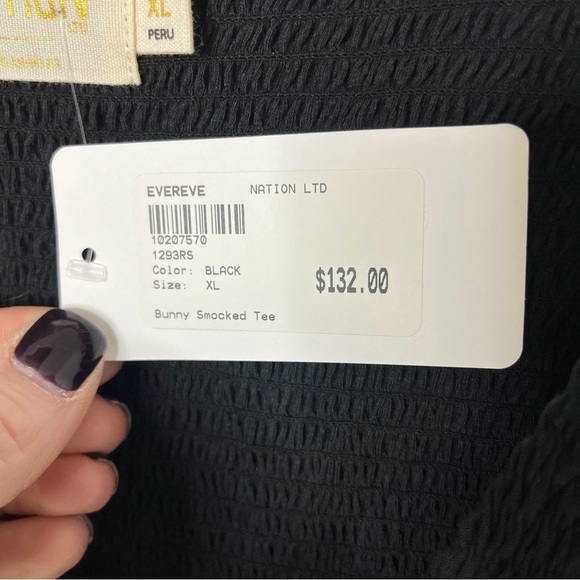 XL
PERU
EVEREVE NATION LTD
10207570
1293RS
Color: BLACK
Size: XL
$132.00
Bunny Smocked Tee